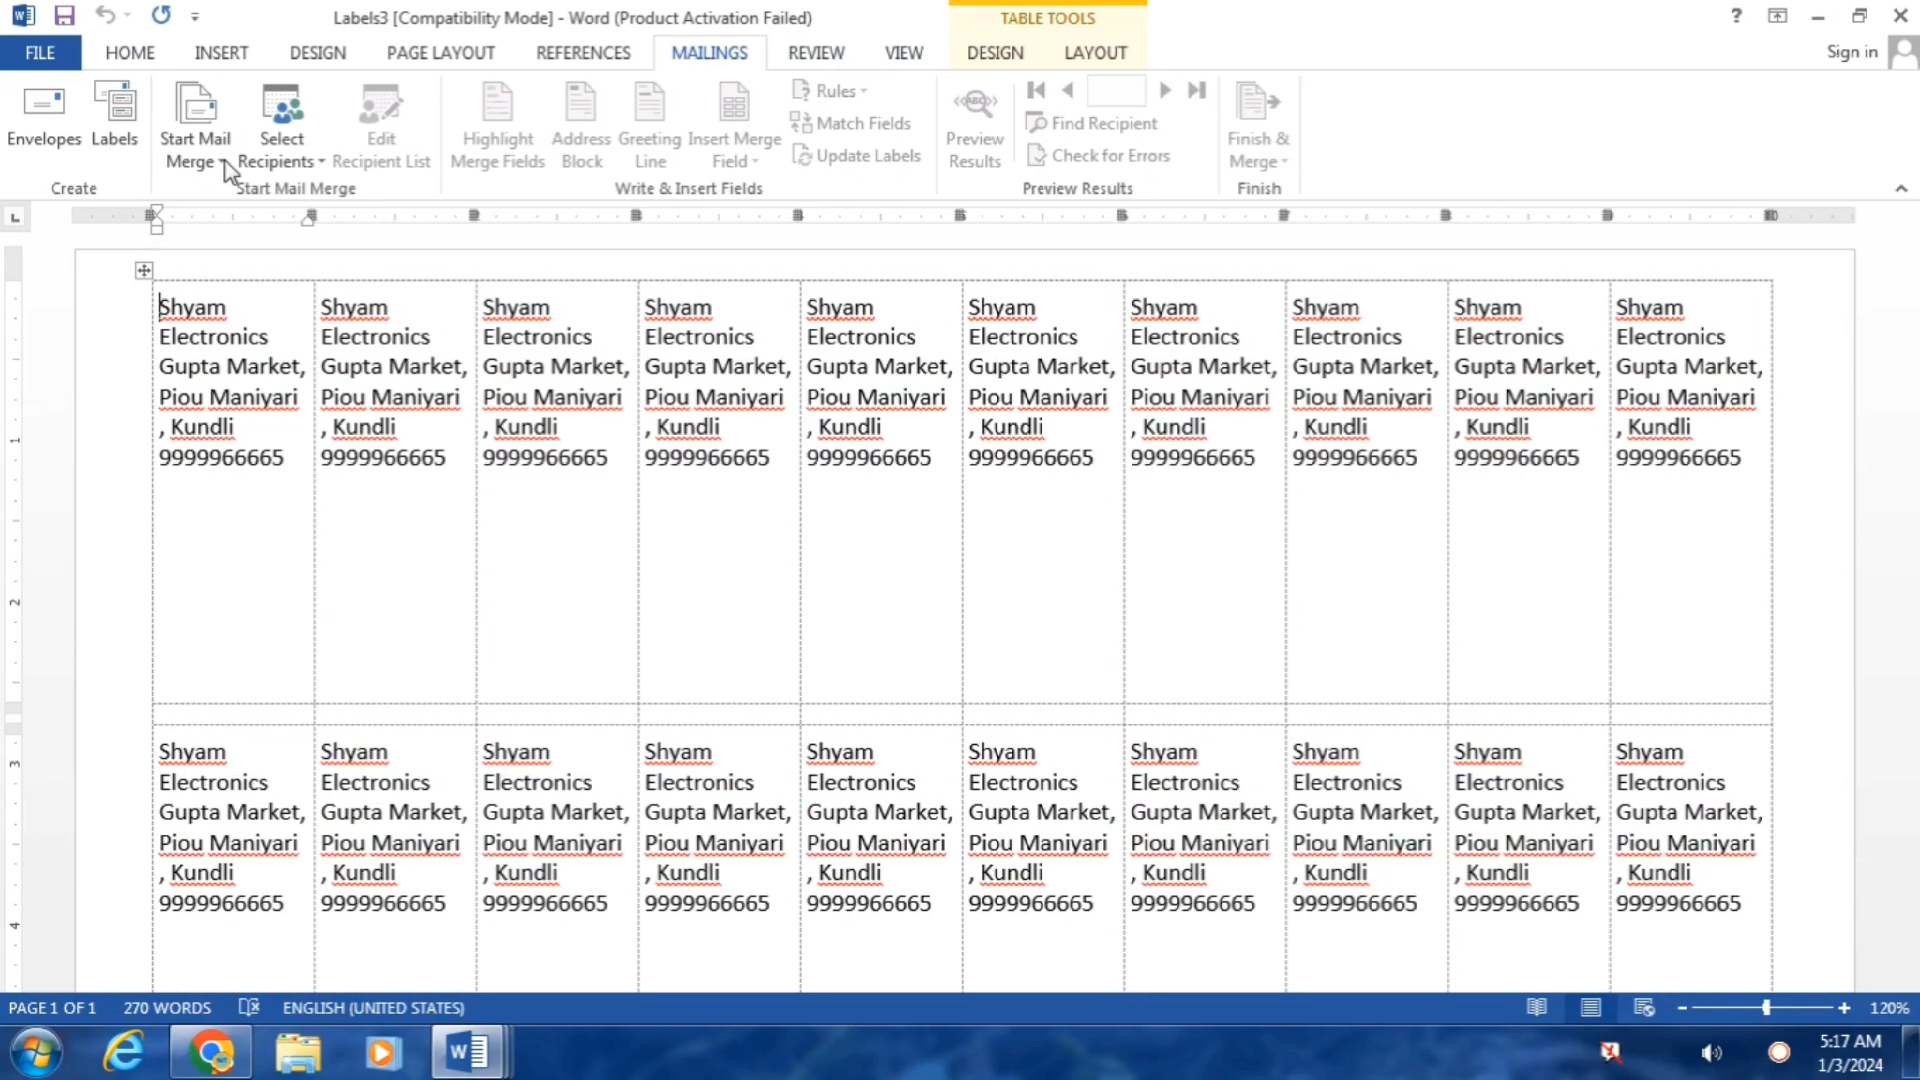 Labels3 [Compatibility Mode] - Word (Product Activation Failed)
TABLE TOOLS
?
FILE HOME INSERT DESIGN PAGE LAYOUT REFERENCES MAILINGS REVIEW VIEW DESIGN LAYOUT Sign in
Envelopes
Labels
Create
Start Mail
Merge
Select
Recipients
Edit
Recipient List
Start Mail Merge
Highlight
Merge Fields
Address
Block
Greeting
Line
Insert Merge
Field
Rules
Match Fields
Update Labels
Write & Insert Fields
ABC
Preview
Results
Find Recipient
Check for Errors
Preview Results
Finish &
Merge
Finish
Shyam Shyam Shyam Shyam Shyam Shyam Shyam Shyam Shyam Shyam
Electronics Electronics Electronics Electronics Electronics Electronics Electronics Electronics Electronics Electronics
Gupta Market, Gupta Market, Gupta Market, Gupta Market, Gupta Market, Gupta Market, Gupta Market, Gupta Market, Gupta Market, Gupta Market,
Piou Maniyari Piou Maniyari Piou Maniyari Piou Maniyari Piou Maniyari Piou Maniyari Piou Maniyari Piou Maniyari Piou Maniyari Piou Maniyari
, Kundli , Kundli , Kundli , Kundli , Kundli , Kundli , Kundli , Kundli , Kundli , Kundli
9999966665 9999966665 9999966665 9999966665 9999966665 9999966665 9999966665 9999966665 9999966665 9999966665
1
2
Shyam Shyam Shyam Shyam Shyam Shyam Shyam Shyam Shyam Shyam
Electronics Electronics Electronics Electronics Electronics Electronics Electronics Electronics Electronics Electronics
Gupta Market, Gupta Market, Gupta Market, Gupta Market, Gupta Market, Gupta Market, Gupta Market, Gupta Market, Gupta Market, Gupta Market,
Piou Maniyari Piou Maniyari Piou Maniyari Piou Maniyari Piou Maniyari Piou Maniyari Piou Maniyari Piou Maniyari Piou Maniyari Piou Maniyari
, Kundli , Kundli , Kundli , Kundli , Kundli , Kundli , Kundli , Kundli , Kundli , Kundli
9999966665 9999966665 9999966665 9999966665 9999966665 9999966665 9999966665 9999966665 9999966665 9999966665
3
4
PAGE 1 OF 1 270 WORDS ENGLISH (UNITED STATES) 120%
5:17 AM
1/3/2024